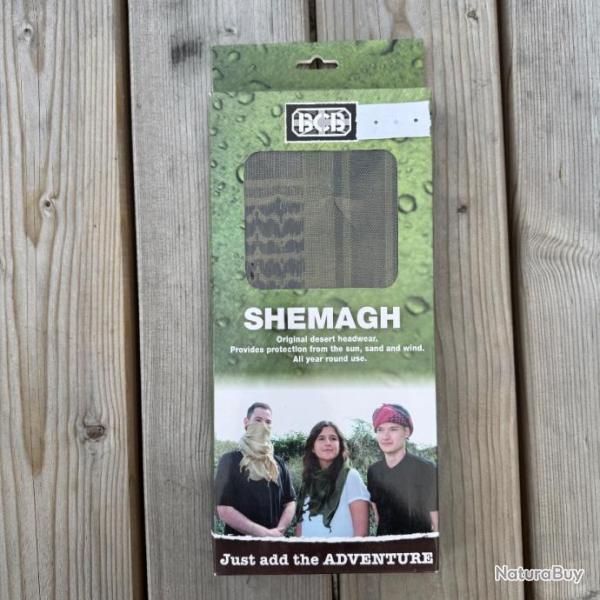 BCB
SHEMAGH
Original desert headwear.
Provides protection from the sun, sand and wind.
All year round use.
Just add the ADVENTURE
NaturaBuy